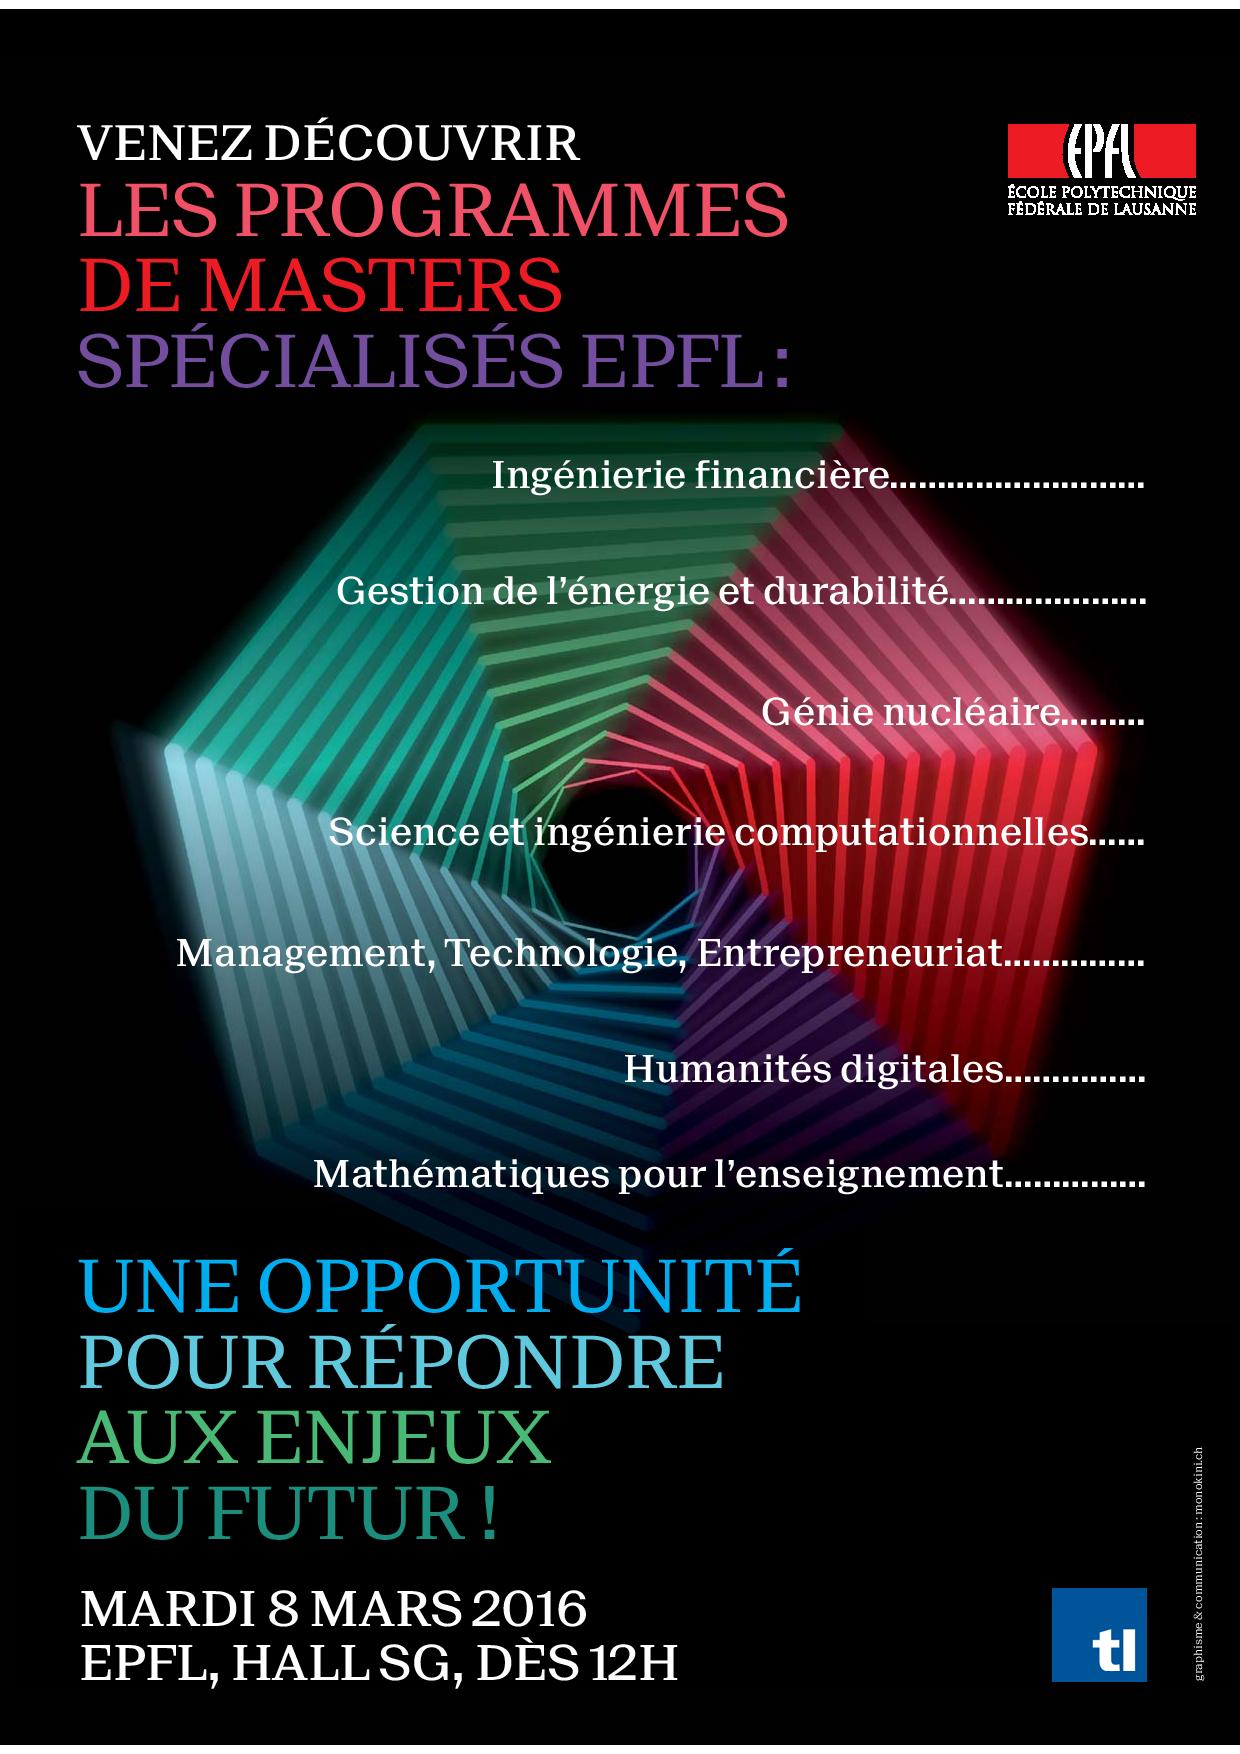 VENEZ DÉCOUVRIR
LES PROGRAMMES
DE MASTERS
SPÉCIALISÉS EPFL :
EPFL
ÉCOLE POLYTECHNIQUE
FÉDÉRALE DE LAUSANNE
Ingénierie financière...........................
Gestion de l’énergie et durabilité.....................
Génie nucléaire.........
Science et ingénierie computationnelles......
Management, Technologie, Entrepreneuriat...............
Humanités digitales...............
Mathématiques pour l’enseignement...............
UNE OPPORTUNITÉ
POUR RÉPONDRE
AUX ENJEUX
DU FUTUR !
MARDI 8 MARS 2016
EPFL, HALL SG, DÈS 12H
tl
graphisme & communication : monokini.ch